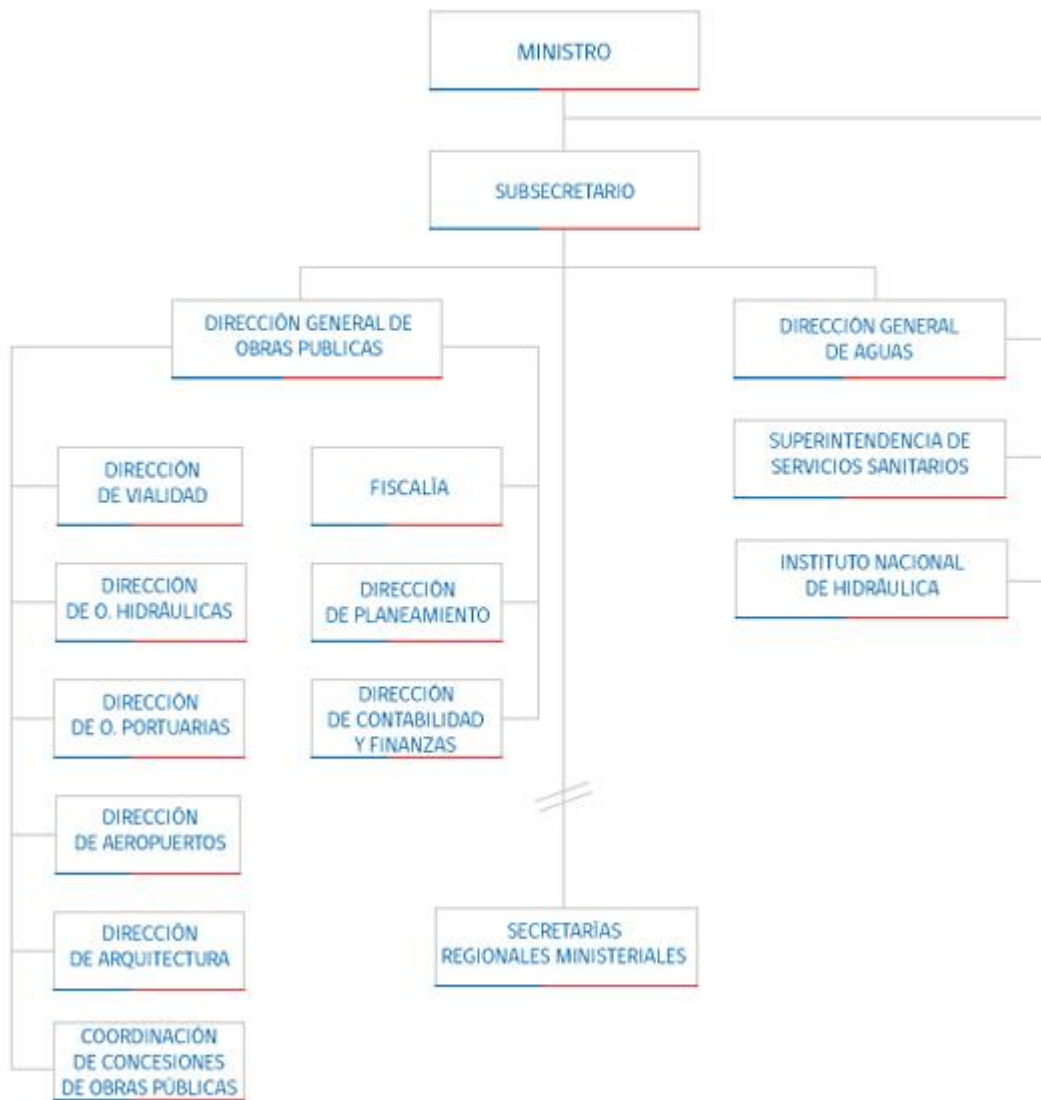 MINISTRO
SUBSECRETARIO
DIRECCIÓN GENERAL DE
OBRAS PUBLICAS
DIRECCIÓN GENERAL
DE AGUAS
DIRECCIÓN
DE VIALIDAD
FISCALÍA
SUPERINTENDENCIA DE
SERVICIOS SANITARIOS
DIRECCIÓN
DE O. HIDRÁULICAS
DIRECCIÓN
DE PLANEAMIENTO
INSTITUTO NACIONAL
DE HIDRÁULICA
DIRECCIÓN
DE O. PORTUARIAS
DIRECCIÓN
DE CONTABILIDAD
Y FINANZAS
DIRECCIÓN
DE AEROPUERTOS
DIRECCIÓN
DE ARQUITECTURA
SECRETARÍAS
REGIONALES MINISTERIALES
COORDINACIÓN
DE CONCESIONES
DE OBRAS PÚBLICAS